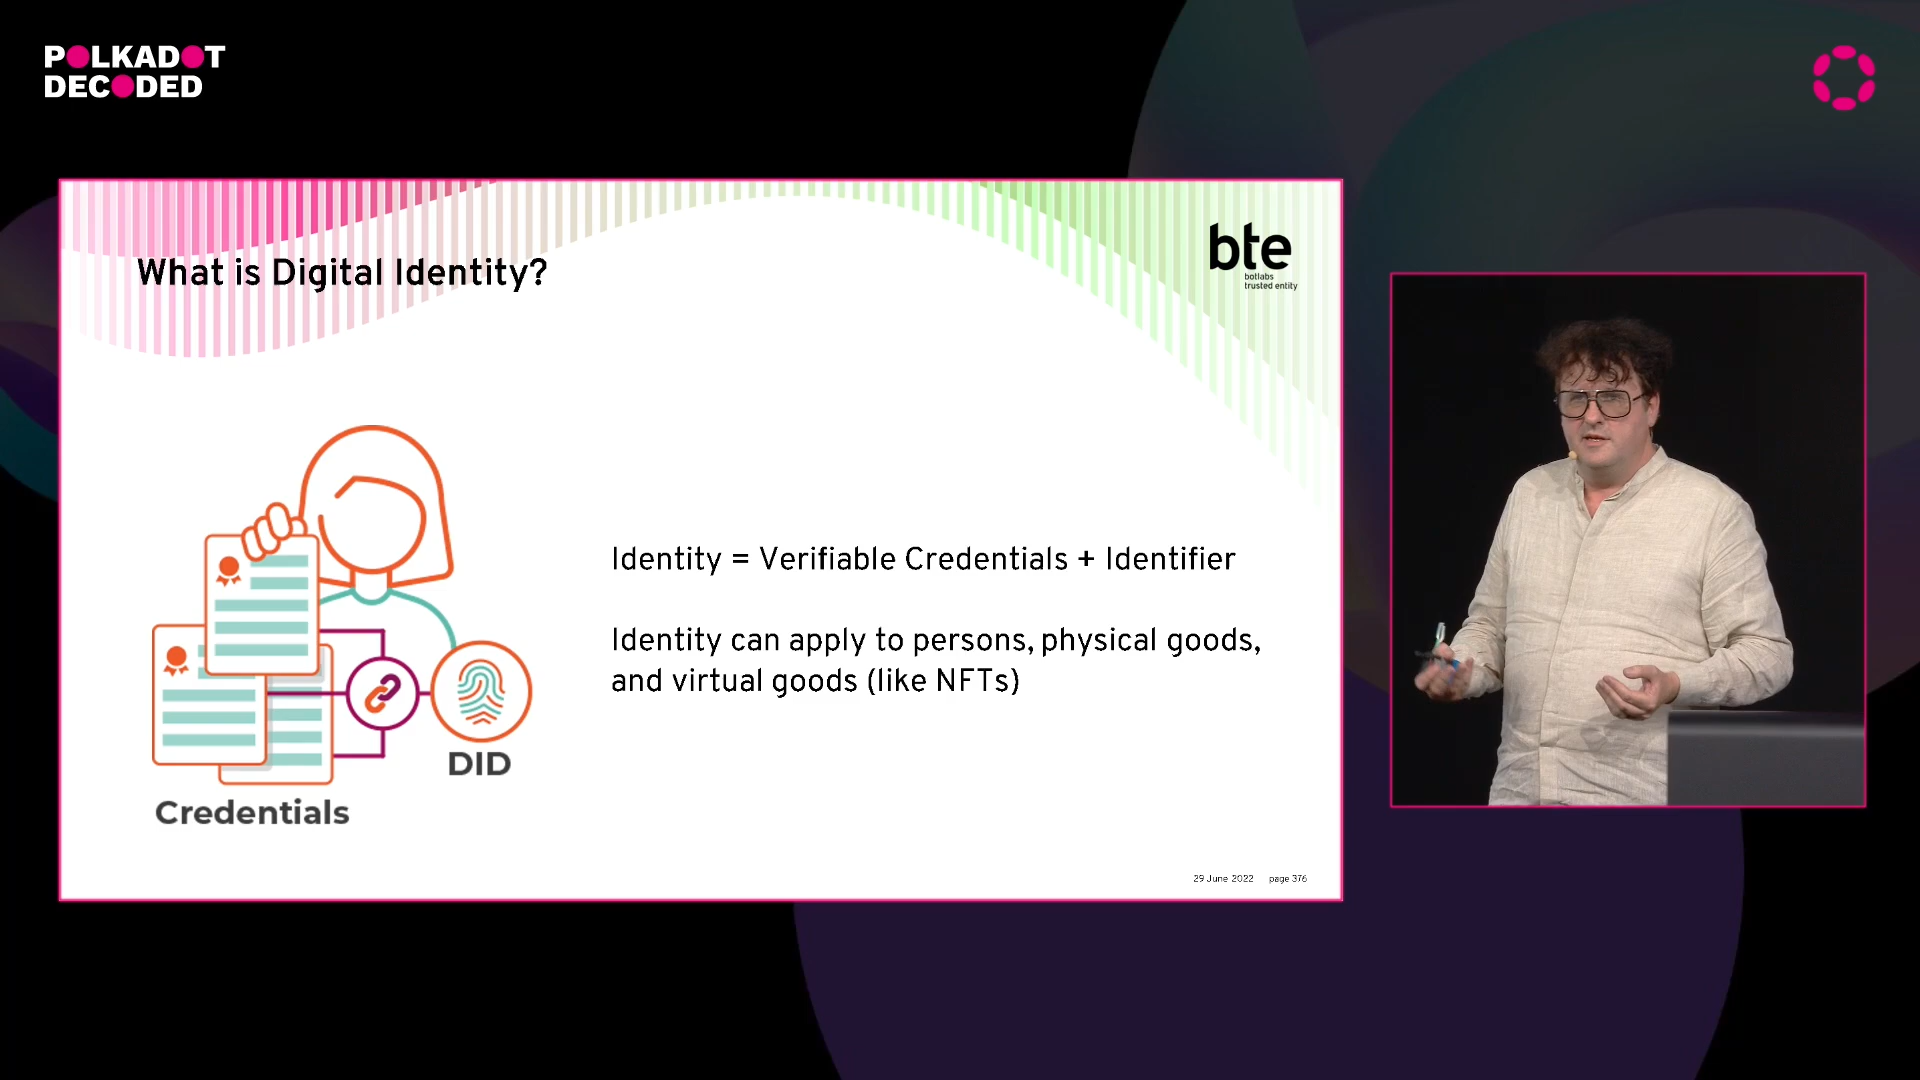 POLKADOT
DECODED
What is Digital Identity?
bte
botlabs
trusted entity
Identity = Verifiable Credentials + Identifier
Identity can apply to persons, physical goods,
and virtual goods (like NFTs)
DID
Credentials
29 June 2022 page 376